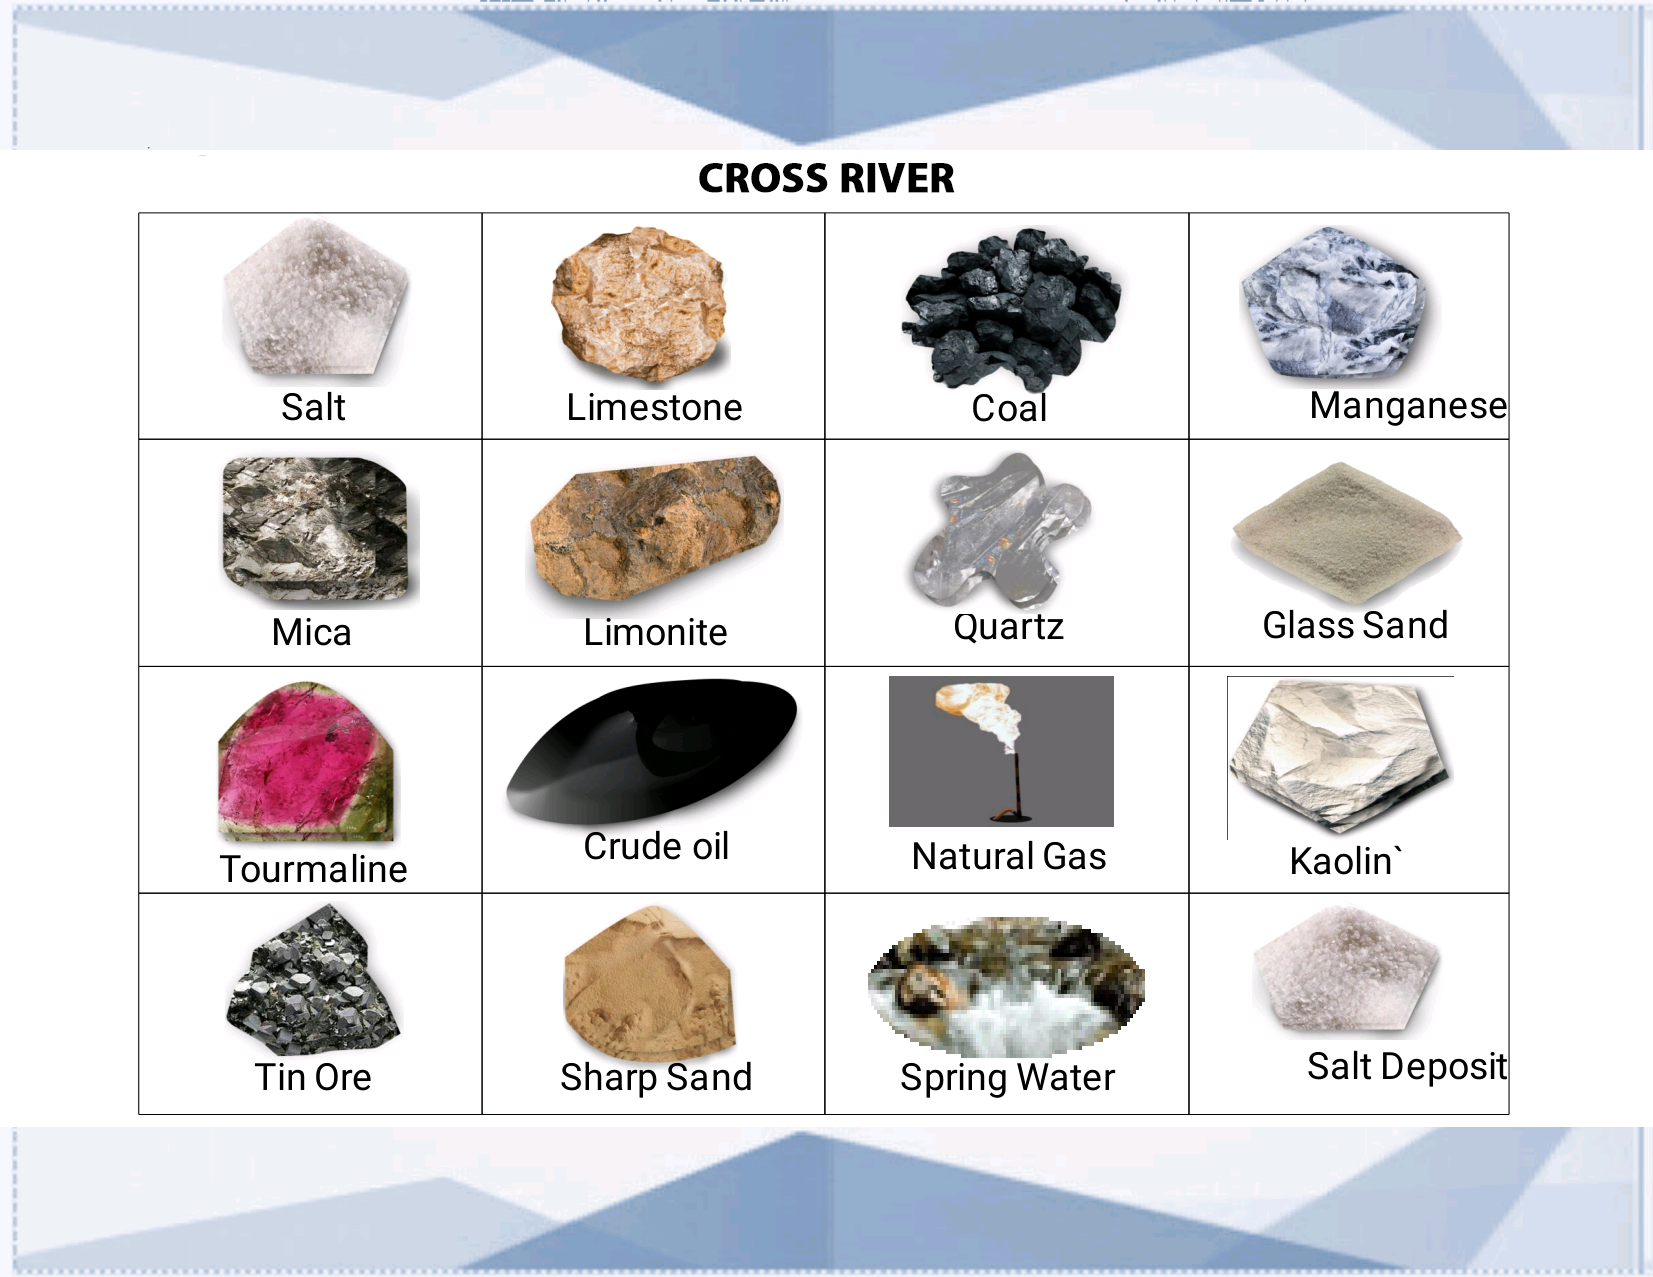 CROSS RIVER
Salt
Limestone
Coal
Manganese
Mica
Limonite
Quartz
Glass Sand
Tourmaline
Crude oil
Natural Gas
Kaolin`
Tin Ore
Sharp Sand
Spring Water
Salt Deposit